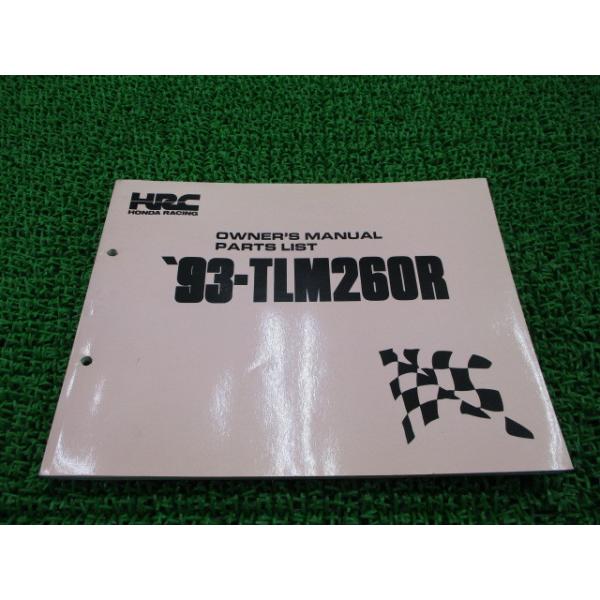 HRC
HONDA RACING
OWNER'S MANUAL
PARTS LIST
`93-TLM260R